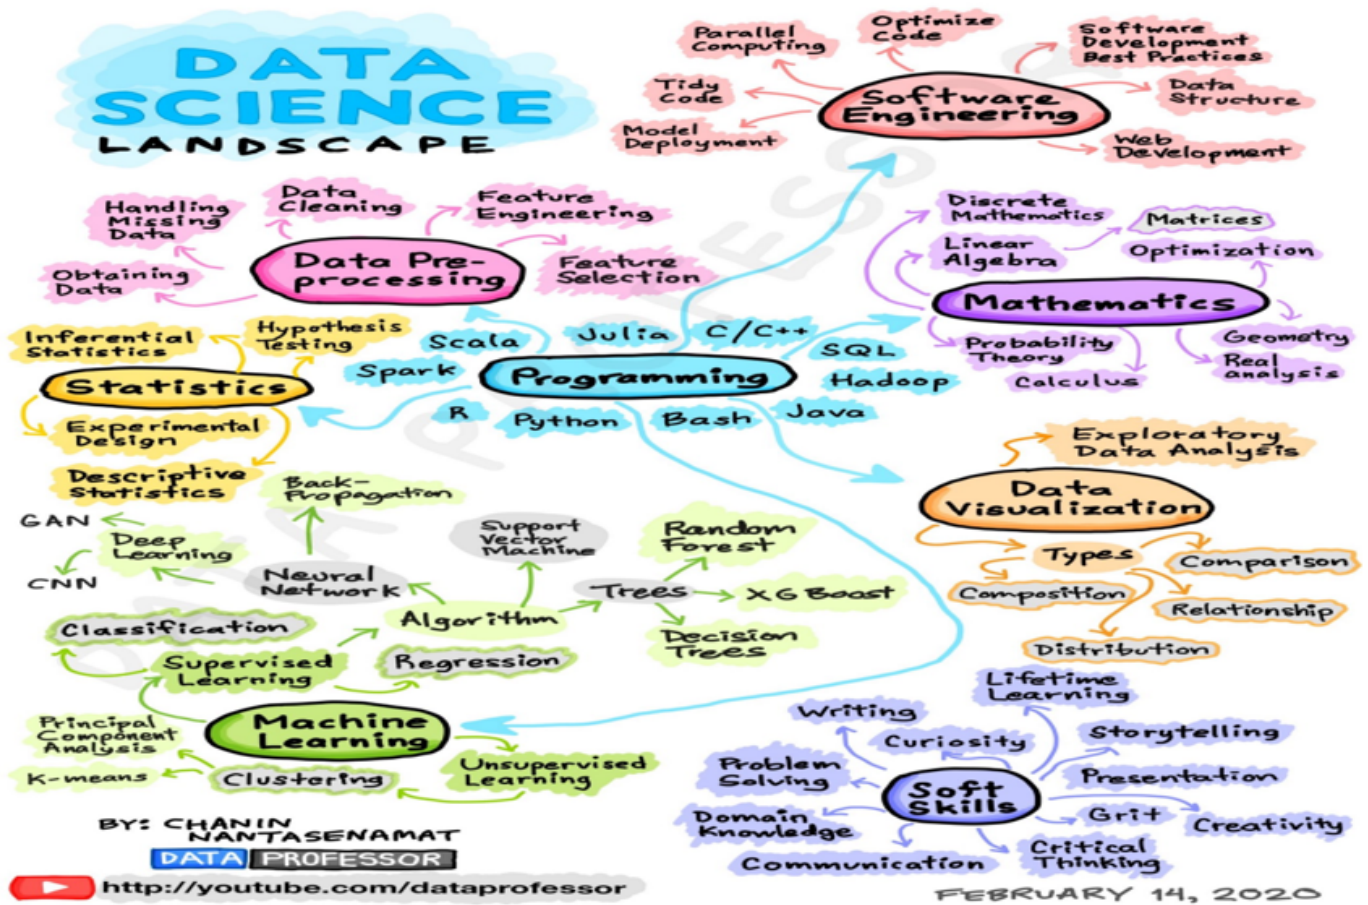 DATA
SCIENCE
LANDSCAPE
Parallel
Computing
Optimize
Code
Software
Development
Best Practices
Tidy
Code
Data
Structure
Model
Deployment
Web
Development
Software
Engineering
Handling
Missing
Data
Data
Cleaning
Feature
Engineering
Obtaining
Data
Feature
Selection
Data Pre-
processing
Discrete
Mathematics
Matrices
Linear
Algebra
Optimization
Mathematics
Probability
Theory
Calculus
Geometry
Real
analysis
Inferential
Statistics
Hypothesis
Testing
Statistics
Experimental
Design
Descriptive
Statistics
Scala
Julia
C/C++
SQL
Spark
Programming
Hadoop
R
Python
Bash
Java
Exploratory
Data Analysis
Data
Visualization
Types
Comparison
Composition
Relationship
Distribution
Back-
Propagation
GAN
Deep
Learning
CNN
Neural
Network
Support
Vector
Machine
Random
Forest
Trees
XG Boost
Decision
Trees
Algorithm
Classification
Supervised
Learning
Regression
Machine
Learning
Principal
Component
Analysis
K-means
Clustering
Unsupervised
Learning
Lifetime
Learning
Writing
Curiosity
Storytelling
Problem
Solving
Presentation
Soft
Skills
Domain
Knowledge
Grit
Creativity
Communication
Critical
Thinking
BY: CHANIN
NANTASENAMAT
DATA PROFESSOR
http://youtube.com/dataprofessor
FEBRUARY 14, 2020
DATA PROFESSOR